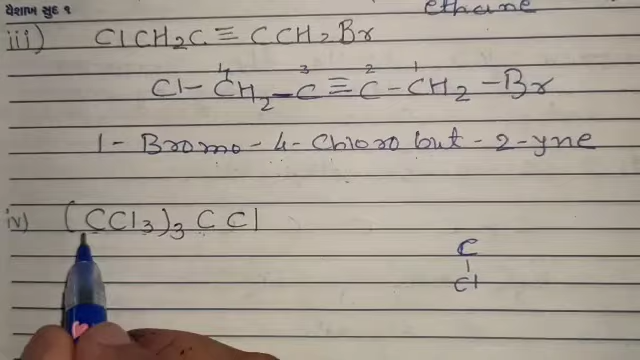 વૈશાખ સુદ ૧
ethane
iii) ClCH2C ≡ CCH2Br
4 3 2 1
Cl - CH2 - C ≡ C - CH2 - Br
1 - Bromo - 4 - Chloro but - 2 - yne
iv) (CCl3)3 C Cl
C
Cl